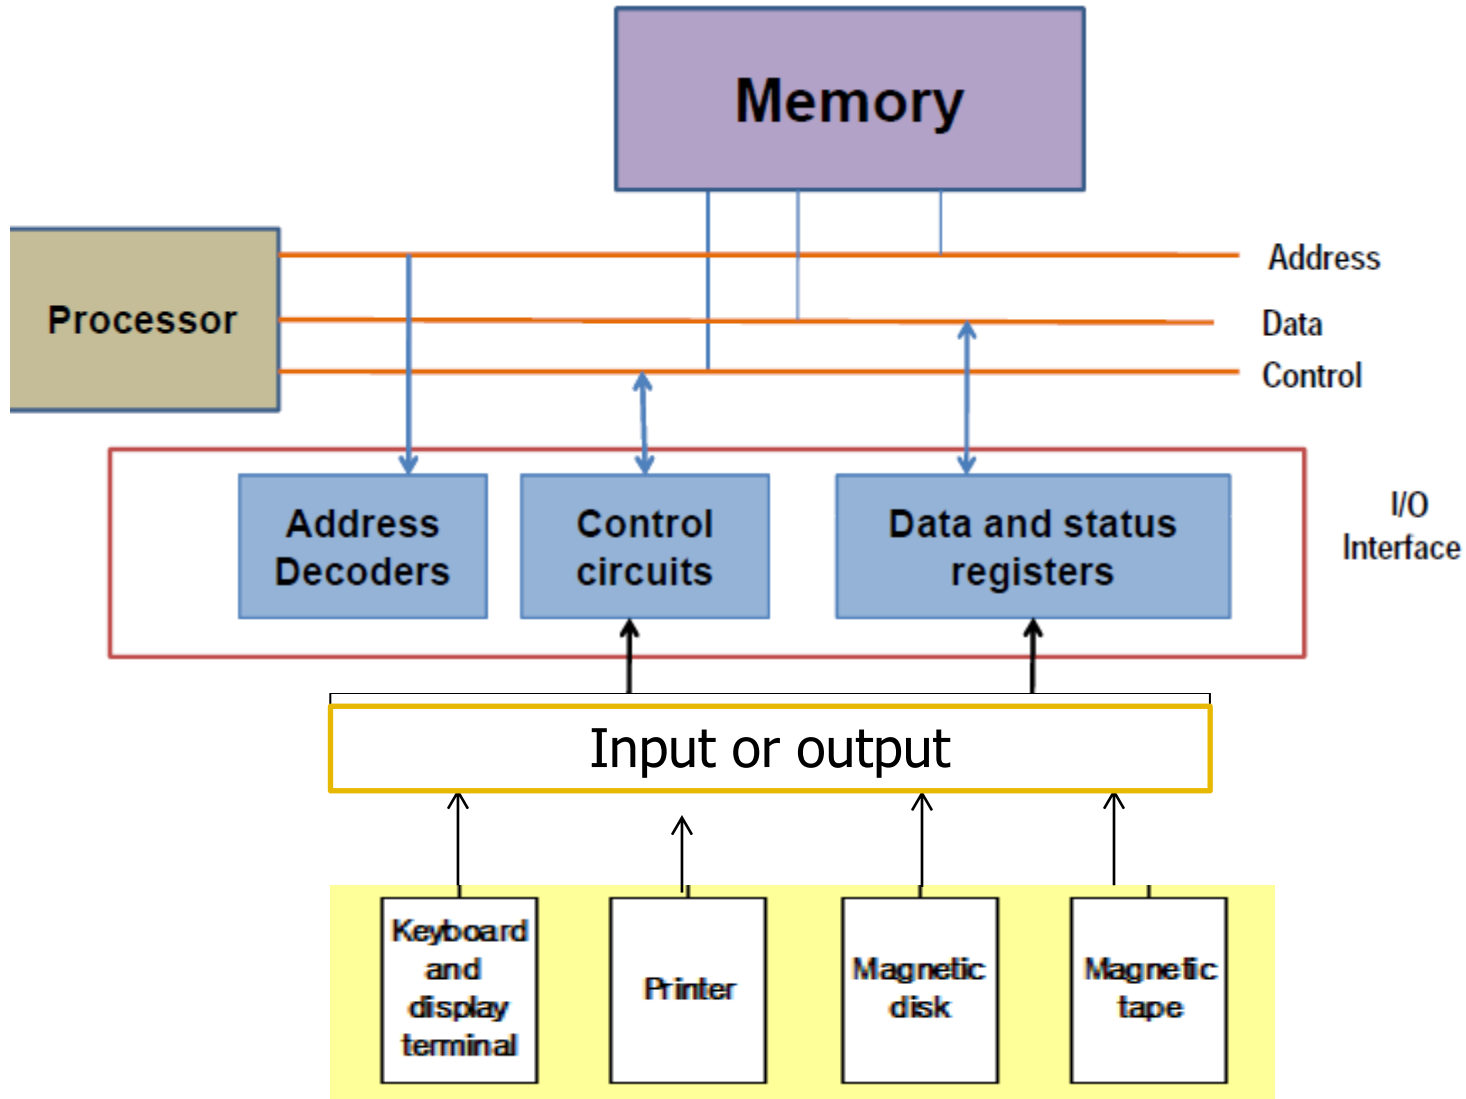 Memory
Address
Processor
Data
Control
Address
Decoders
Control
circuits
Data and status
registers
I/O
Interface
Input or output
Keyboard
and
display
terminal
Printer
Magnetic
disk
Magnetic
tape